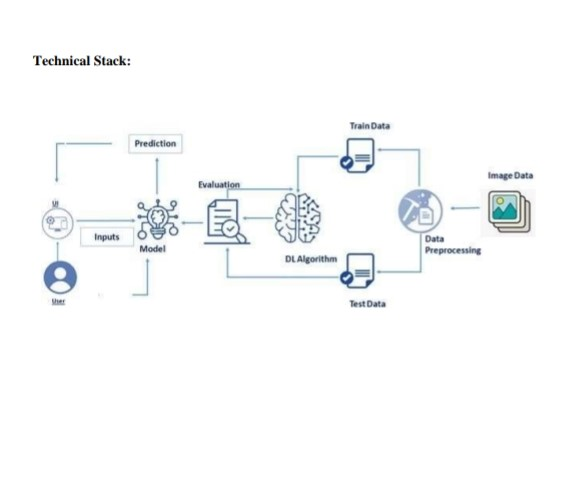 Technical Stack:
Train Data
Prediction
Image Data
Evaluation
UI
Inputs
Model
Data
Preprocessing
DL Algorithm
User
Test Data